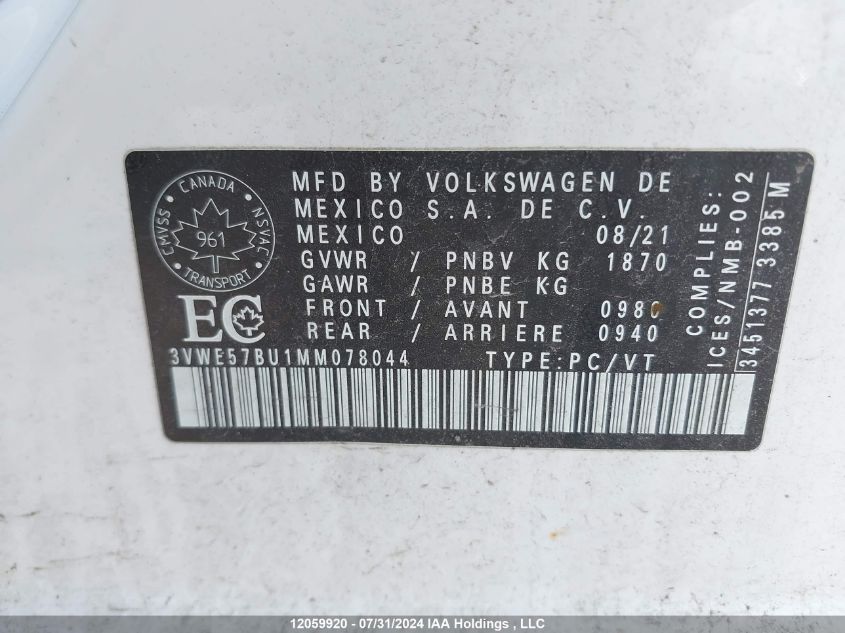 CANADA
CMVSS NSVAC
961
TRANSPORT
EC
MFD BY VOLKSWAGEN DE
MEXICO S.A. DE C.V.
MEXICO 08/21
GVWR / PNBV KG 1870
GAWR / PNBE KG
FRONT / AVANT 0980
REAR / ARRIERE 0940
3VWE57BU1MM078044 TYPE:PC/VT
COMPLIES:
ICES/NMB-002
3451377 3385 M
12059920 - 07/31/2024 IAA Holdings , LLC